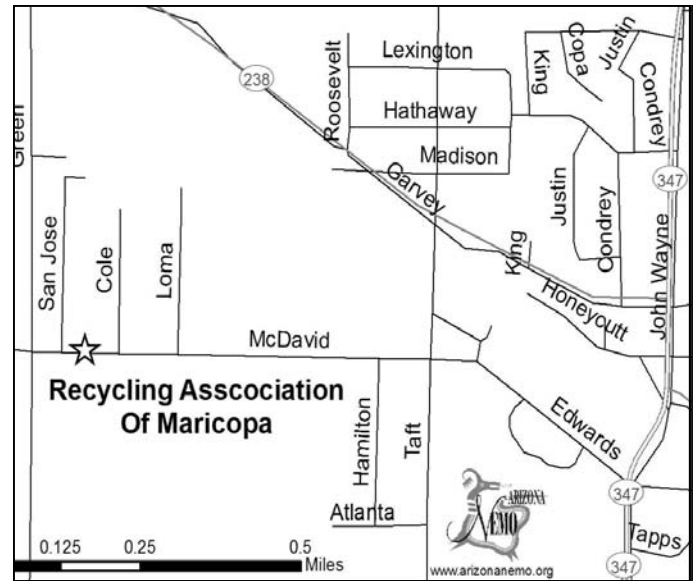 238
Roosevelt
Lexington
Hathaway
Madison
King
Copa
Justin
Condrey
347
Green
Garvey
San Jose
Cole
Loma
King
Justin
Condrey
John Wayne
Honeycutt
McDavid
Recycling Asscociation
Of Maricopa
Hamilton
Taft
Edwards
347
Atlanta
ARIZONA
NEMO
Tapps
0.125 0.25 0.5
Miles
www.arizonanemo.org
347